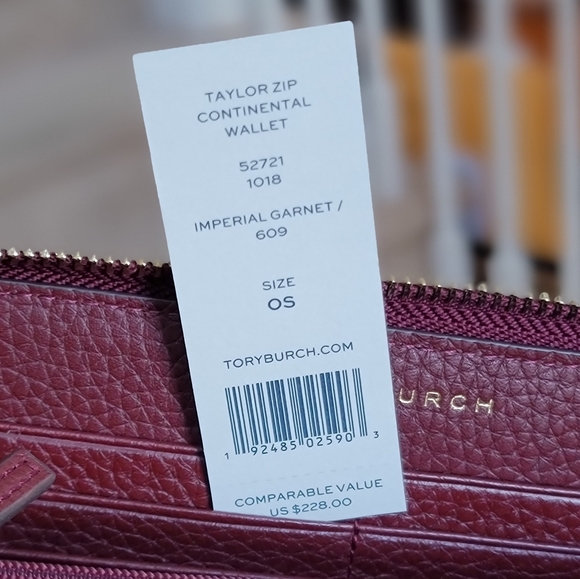 TAYLOR ZIP
CONTINENTAL
WALLET
52721
1018
IMPERIAL GARNET /
609
SIZE
OS
TORYBURCH.COM
1 92485 02590 3
COMPARABLE VALUE
US $228.00
URCH